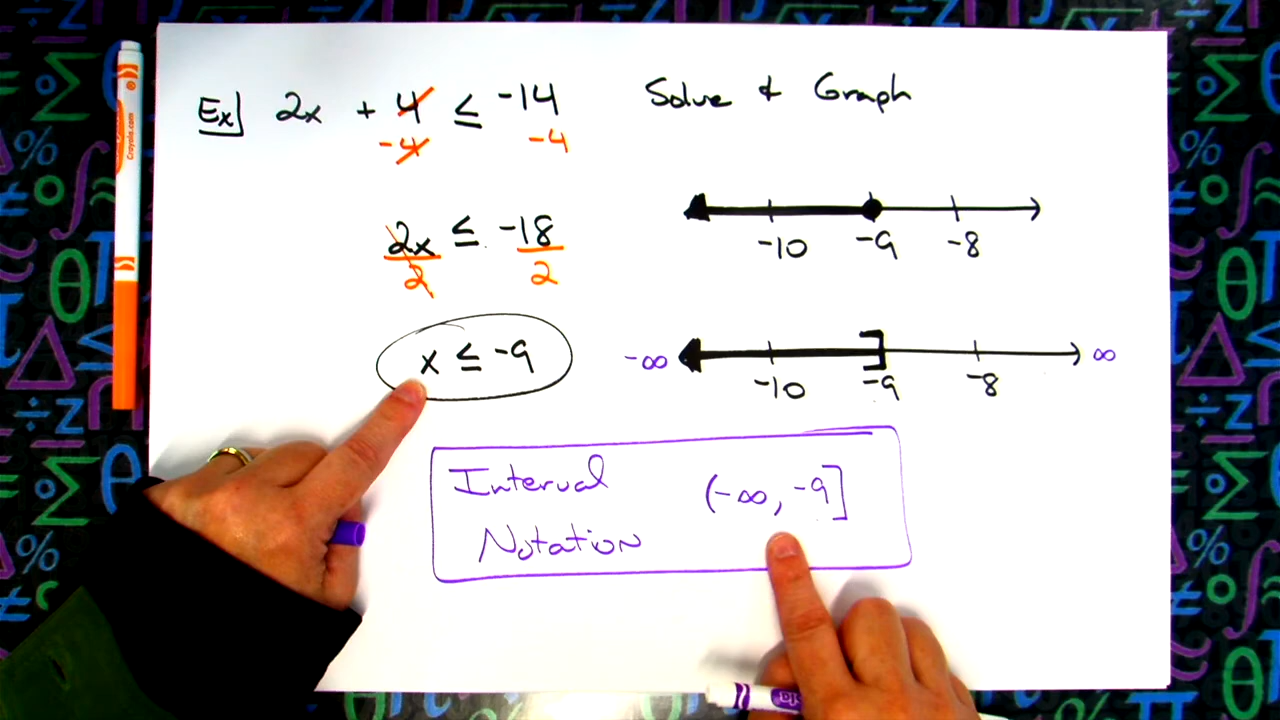 Ex] 2x + 4 ≤ -14 Solve & Graph
-4 -4
2x ≤ -18
2 2
x ≤ -9
-10 -9 -8
-∞ ∞
-10 -9 -8
Interval (-∞, -9]
Notation
Crayola.com